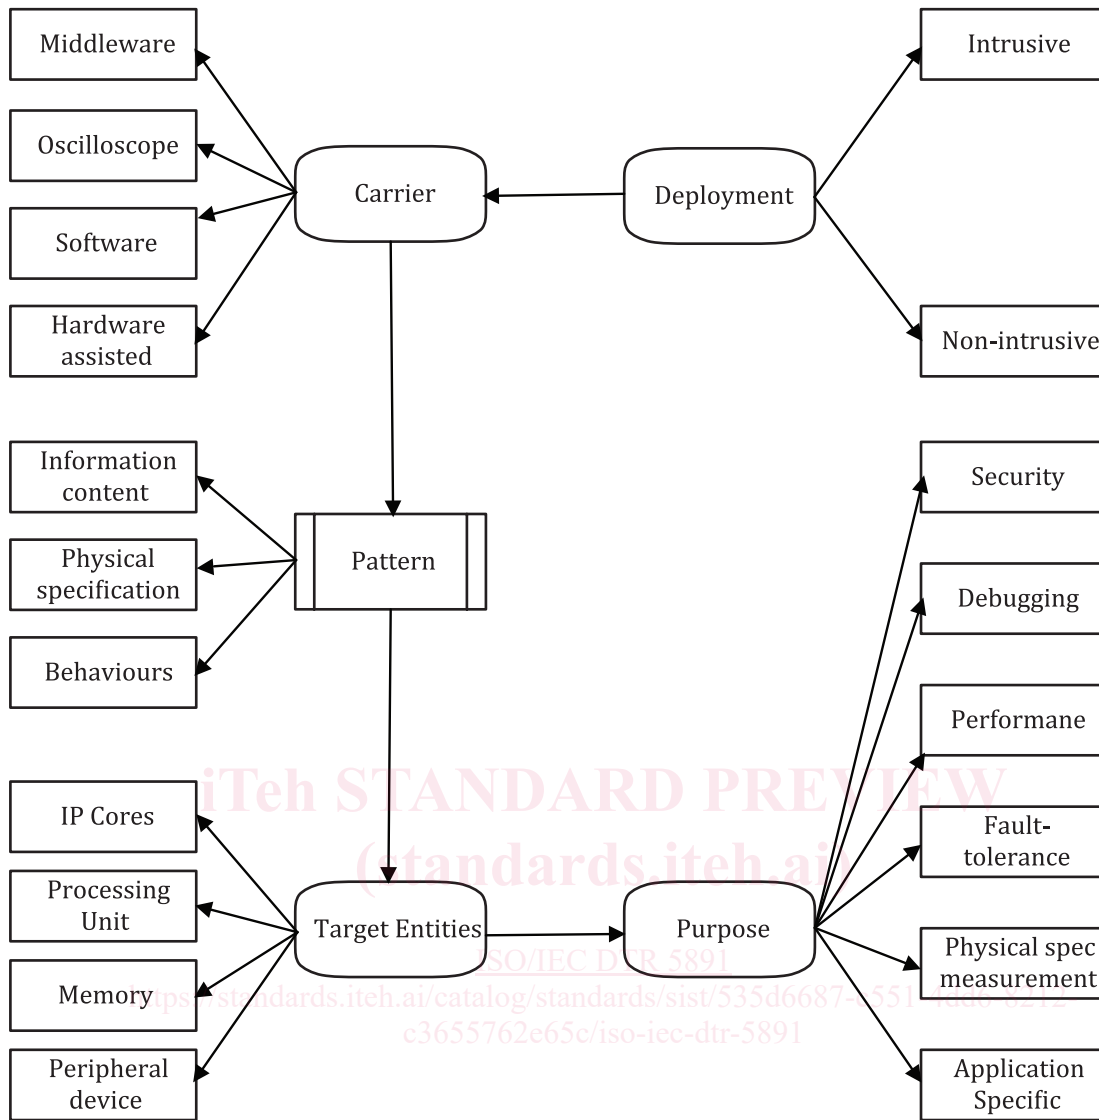 Middleware
Intrusive
Oscilloscope
Carrier
Deployment
Software
Hardware
assisted
Non-intrusive
Information
content
Security
Physical
specification
Pattern
Debugging
Behaviours
Performane
iTeh STANDARD PREVIEW
(standards.iteh.ai)
IP Cores
Fault-
tolerance
Processing
Unit
Target Entities
Purpose
ISO/IEC DTR 5891
Physical spec
measurement
Memory
https://standards.iteh.ai/catalog/standards/sist/535d6687-c551-4dd6-8212-
c3655762e65c/iso-iec-dtr-5891
Peripheral
device
Application
Specific